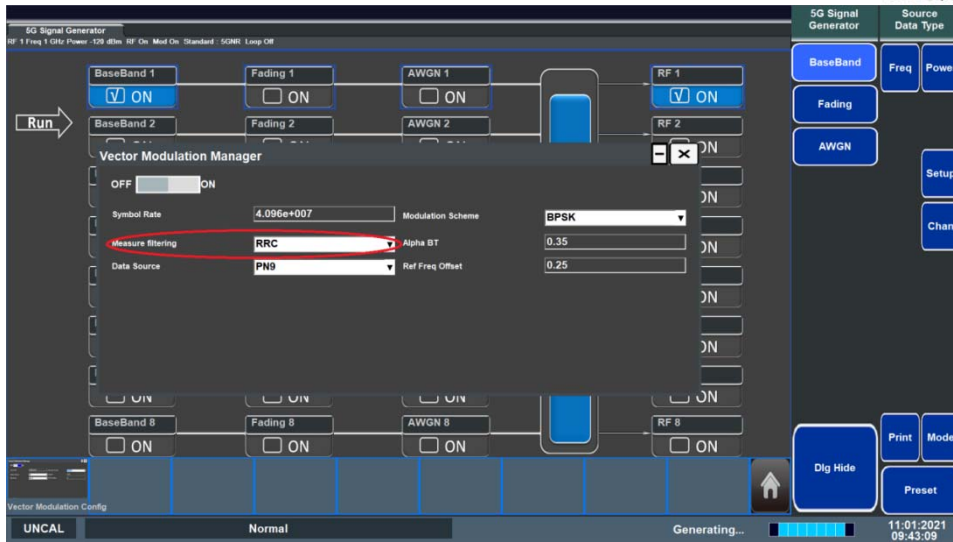 5G Signal Generator
RF 1 Freq 1 GHz Power -129 dBm RF On Mod On Standard : 5GNR Loop Off
Run
BaseBand 1
Fading 1
AWGN 1
RF 1
ON
ON
ON
ON
BaseBand 2
Fading 2
AWGN 2
RF 2
ON
Vector Modulation Manager
OFF
ON
ON
Symbol Rate
4.096e+007
Modulation Scheme
BPSK
Measure filtering
RRC
Alpha BT
0.35
ON
Data Source
PN9
Ref Freq Offset
0.25
ON
ON
ON
ON
ON
ON
BaseBand 8
Fading 8
AWGN 8
RF 8
ON
ON
ON
ON
Vector Modulation Config
UNCAL
Normal
Generating...
11:01:2021
09:43:09
5G Signal
Generator
BaseBand
Fading
AWGN
Dlg Hide
Source
Data Type
Freq
Powe
Setup
Chan
Print
Mode
Preset